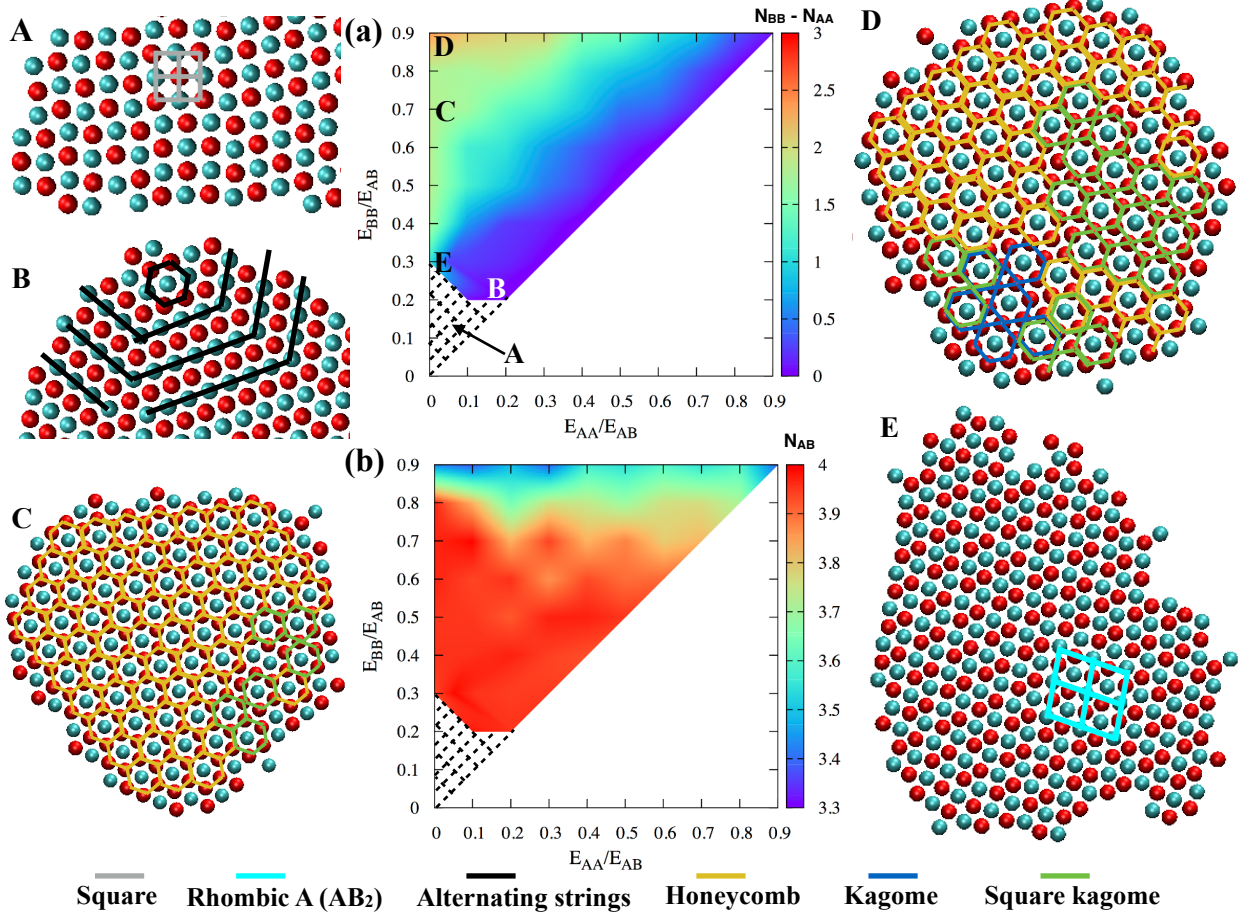 A
(a)
N_BB - N_AA
D
0.9
0.8
0.7
0.6
0.5
0.4
0.3
0.2
0.1
0
E_BB/E_AB
D
C
E
B
A
0 0.1 0.2 0.3 0.4 0.5 0.6 0.7 0.8 0.9
E_AA/E_AB
3
2.5
2
1.5
1
0.5
0
B
C
(b)
N_AB
0.9
0.8
0.7
0.6
0.5
0.4
0.3
0.2
0.1
0
E_BB/E_AB
0 0.1 0.2 0.3 0.4 0.5 0.6 0.7 0.8 0.9
E_AA/E_AB
4
3.9
3.8
3.7
3.6
3.5
3.4
3.3
E
Square Rhombic A (AB₂) Alternating strings Honeycomb Kagome Square kagome